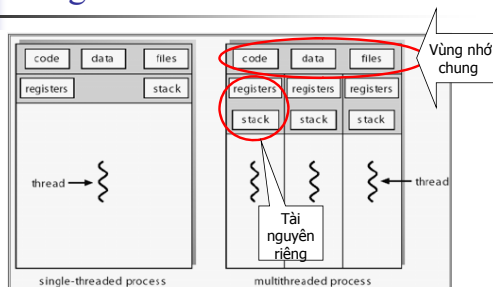 code data files
registers stack
thread
single-threaded process
code data files
registers registers registers
stack stack stack
thread
multithreaded process
Vùng nhớ
chung
Tài
nguyên
riêng